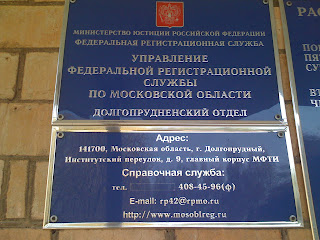 МИНИСТЕРСТВО ЮСТИЦИИ РОССИЙСКОЙ ФЕДЕРАЦИИ
ФЕДЕРАЛЬНАЯ РЕГИСТРАЦИОННАЯ СЛУЖБА
УПРАВЛЕНИЕ
ФЕДЕРАЛЬНОЙ РЕГИСТРАЦИОННОЙ
СЛУЖБЫ
ПО МОСКОВСКОЙ ОБЛАСТИ
ДОЛГОПРУДНЕНСКИЙ ОТДЕЛ
Адрес:
141700, Московская область, г. Долгопрудный,
Институтский переулок, д. 9, главный корпус МФТИ
Справочная служба:
тел. 408-45-96(ф)
E-mail: rp42@rpmo.ru
http://www.mosoblreg.ru